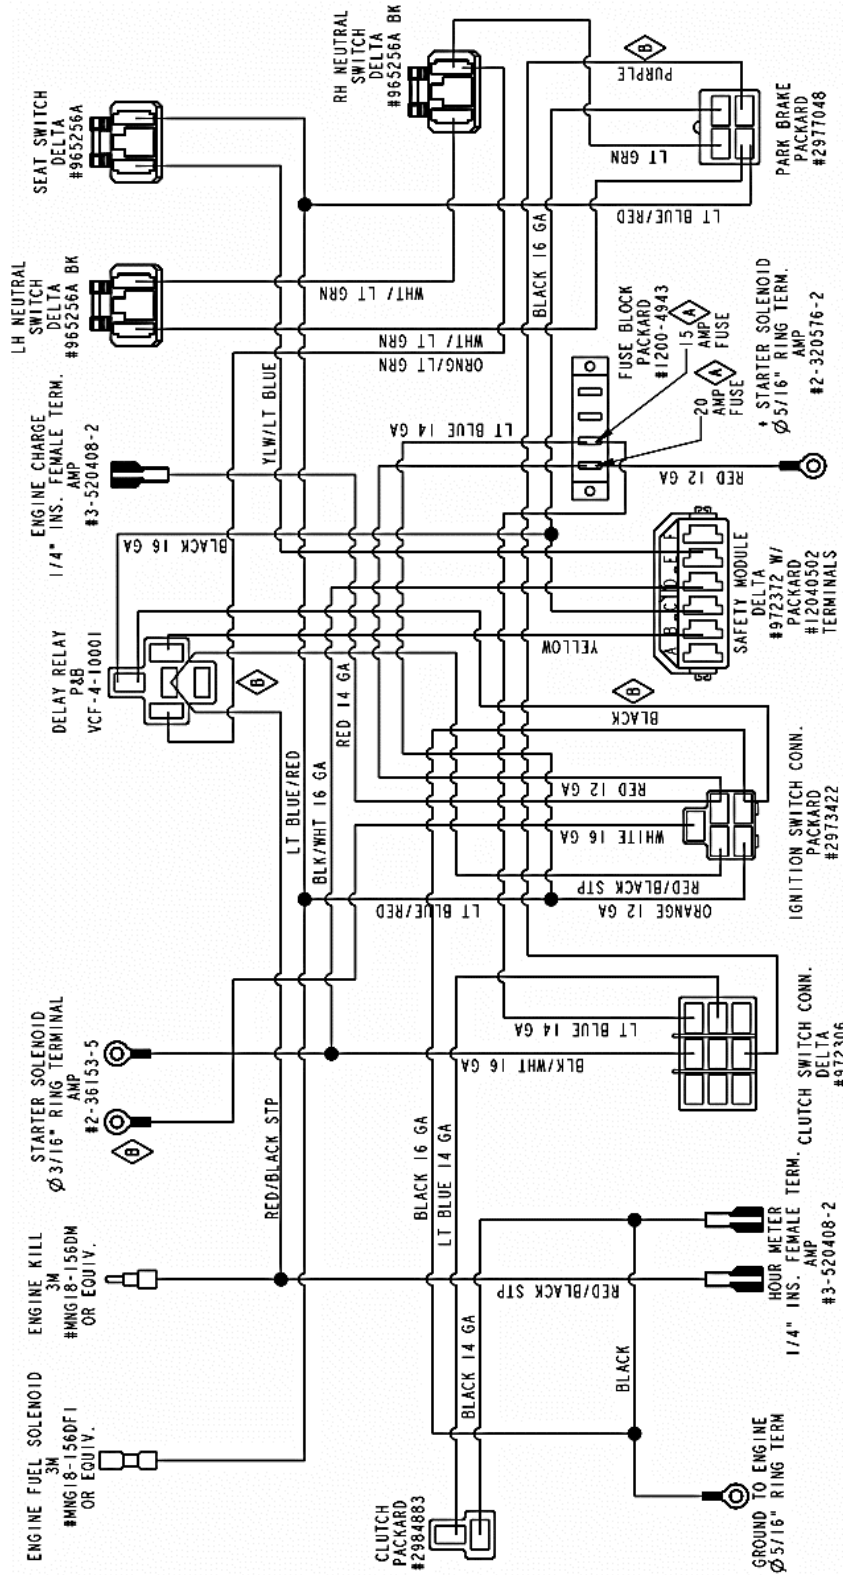 ENGINE FUEL SOLENOID
3M
#MNG18-156DFI
OR EQUIV.
ENGINE KILL
3M
#MNG18-156DM
OR EQUIV.
STARTER SOLENOID
Ø3/16" RING TERMINAL
AMP
#2-36153-5
B
DELAY RELAY
P&B
VCF-4-10001
B
ENGINE CHARGE
1/4" INS. FEMALE TERM.
AMP
#3-520408-2
LH NEUTRAL
SWITCH
DELTA
#965256A BK
SEAT SWITCH
DELTA
#965256A
RH NEUTRAL
SWITCH
DELTA
#965256A BK
RED/BLACK STP
LT BLUE/RED
BLK/WHT 16 GA
RED 14 GA
BLACK 16 GA
YLW/LT BLUE
WHT/ LT GRN
WHT/ LT GRN
ORNG/LT GRN
LT BLUE 14 GA
BLACK 16 GA
LT BLUE/RED
LT GRN
PURPLE
B
PARK BRAKE
PACKARD
#2977048
FUSE BLOCK
PACKARD
#1200-4943
15 A
AMP
FUSE
20 A
AMP
FUSE
* STARTER SOLENOID
Ø5/16" RING TERM.
AMP
#2-320576-2
RED 12 GA
YELLOW
A B C D E F
SAFETY MODULE
DELTA
#972372 W/
PACKARD
#12040502
TERMINALS
BLACK
B
RED 12 GA
WHITE 16 GA
RED/BLACK STP
ORANGE 12 GA
LT BLUE/RED
IGNITION SWITCH CONN.
PACKARD
#2973422
LT BLUE 14 GA
BLK/WHT 16 GA
CLUTCH SWITCH CONN.
DELTA
#972306
BLACK 16 GA
LT BLUE 14 GA
BLACK 14 GA
RED/BLACK STP
BLACK
HOUR METER
1/4" INS. FEMALE TERM.
AMP
#3-520408-2
CLUTCH
PACKARD
#2984883
GROUND TO ENGINE
Ø5/16" RING TERM